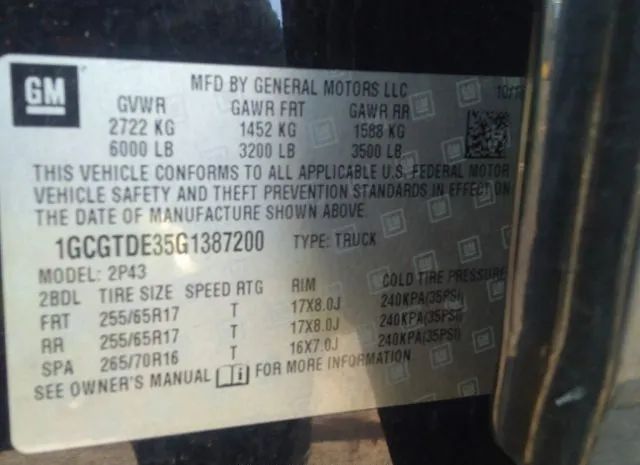 GM
MFD BY GENERAL MOTORS LLC
GVWR GAWR FRT GAWR RR
2722 KG 1452 KG 1588 KG
6000 LB 3200 LB 3500 LB
THIS VEHICLE CONFORMS TO ALL APPLICABLE U.S. FEDERAL MOTOR
VEHICLE SAFETY AND THEFT PREVENTION STANDARDS IN EFFECT ON
THE DATE OF MANUFACTURE SHOWN ABOVE.
1GCGTDE35G1387200 TYPE: TRUCK
MODEL: 2P43
2BDL TIRE SIZE SPEED RTG RIM COLD TIRE PRESSURE
FRT 255/65R17 T 17X8.0J 240KPA(35PSI)
RR 255/65R17 T 17X8.0J 240KPA(35PSI)
SPA 265/70R16 T 16X7.0J 240KPA(35PSI)
SEE OWNER'S MANUAL FOR MORE INFORMATION